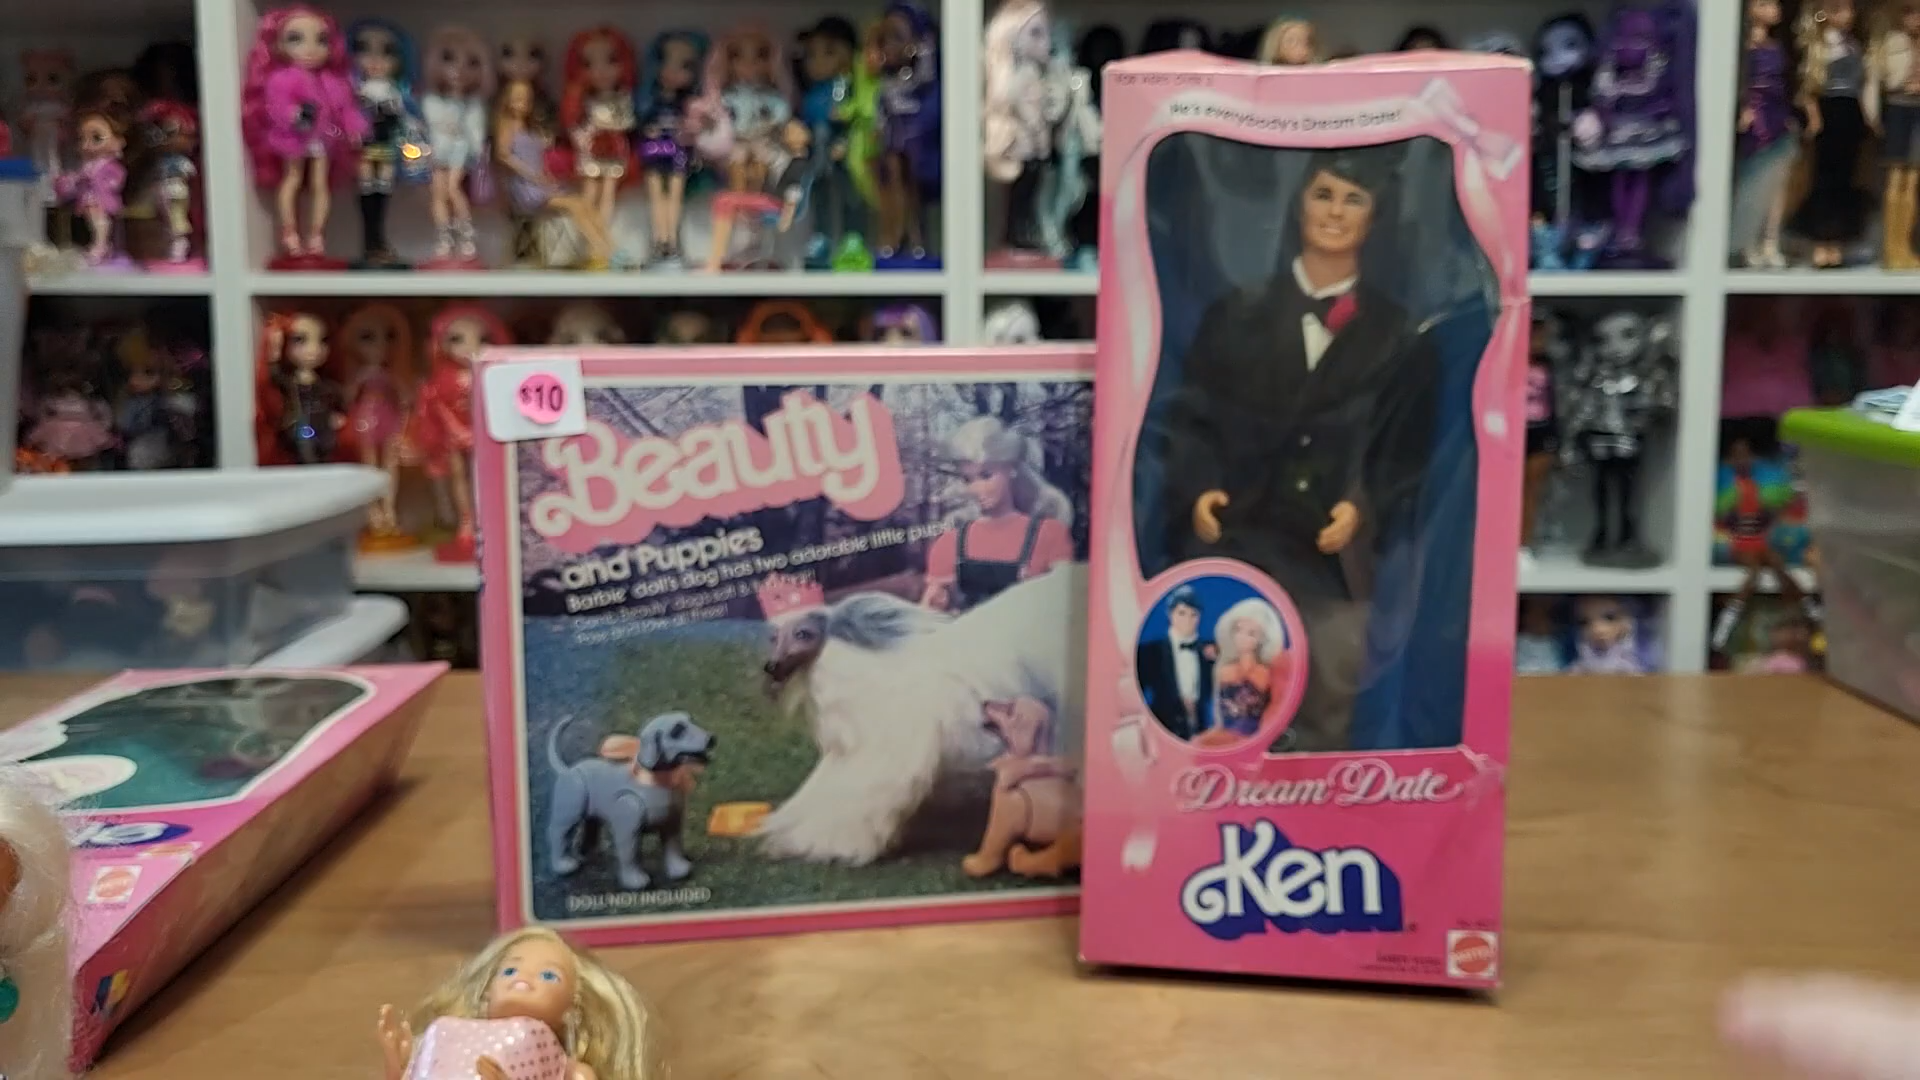 He's everybody's Dream Date!
$10
Beauty
and Puppies
Barbie doll's dog has two adorable little pups!
DOLL NOT INCLUDED
Dream Date
Ken
MATTEL